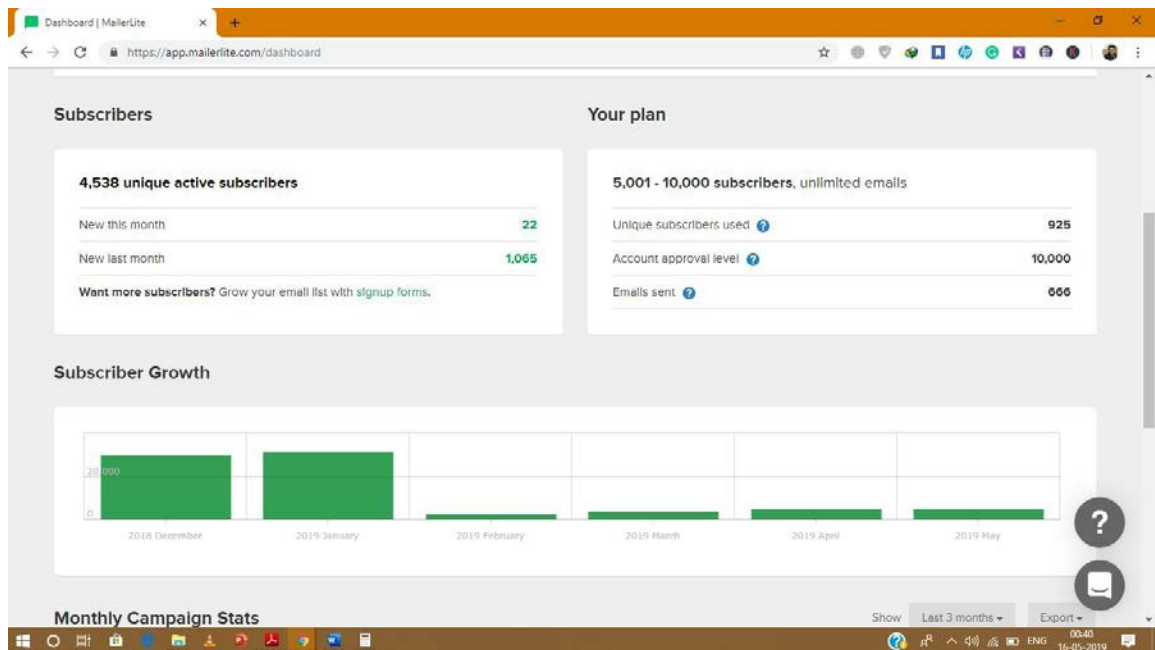 Dashboard | MailerLite
https://app.mailerlite.com/dashboard
Subscribers
4,538 unique active subscribers
New this month 22
New last month 1,065
Want more subscribers? Grow your email list with signup forms.
Your plan
5,001 - 10,000 subscribers, unlimited emails
Unique subscribers used ? 925
Account approval level ? 10,000
Emails sent ? 666
Subscriber Growth
20,000
0
2018 December 2019 January 2019 February 2019 March 2019 April 2019 May
?
Monthly Campaign Stats
Show Last 3 months Export
ENG 00:40
16-05-2019